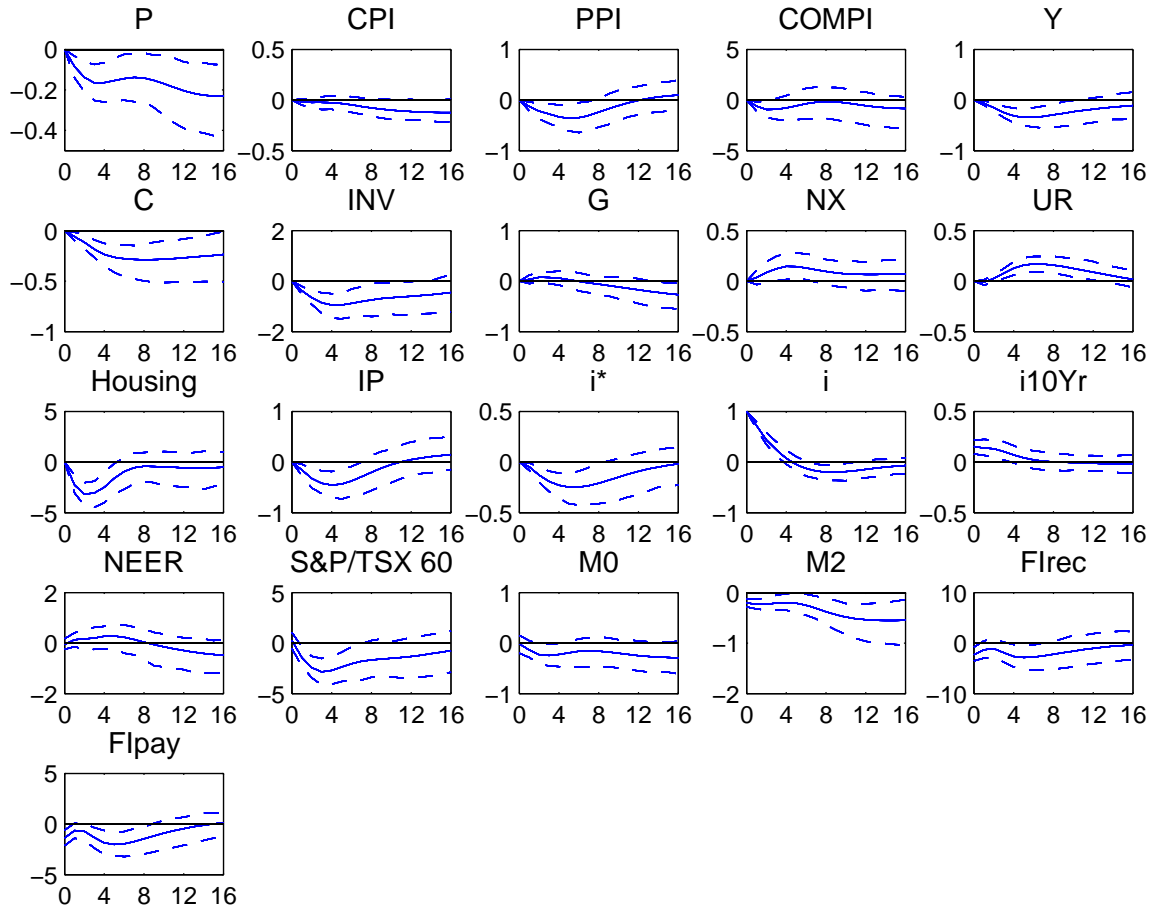 P CPI PPI COMPI Y
0 0.5 1 5 1
−0.2 0 0 0 0
−0.4 −0.5 −1 −5 −1
0 4 8 12 16 0 4 8 12 16 0 4 8 12 16 0 4 8 12 16 0 4 8 12 16
C INV G NX UR
0 2 1 0.5 0.5
−0.5 0 0 0 0
−1 −2 −1 −0.5 −0.5
0 4 8 12 16 0 4 8 12 16 0 4 8 12 16 0 4 8 12 16 0 4 8 12 16
Housing IP i* i i10Yr
5 1 0.5 1 0.5
0 0 0 0 0
−5 −1 −0.5 −1 −0.5
0 4 8 12 16 0 4 8 12 16 0 4 8 12 16 0 4 8 12 16 0 4 8 12 16
NEER S&P/TSX 60 M0 M2 FIrec
2 5 1 0 10
0 0 0 −1 0
−2 −5 −1 −2 −10
0 4 8 12 16 0 4 8 12 16 0 4 8 12 16 0 4 8 12 16 0 4 8 12 16
FIpay
5
0
−5
0 4 8 12 16